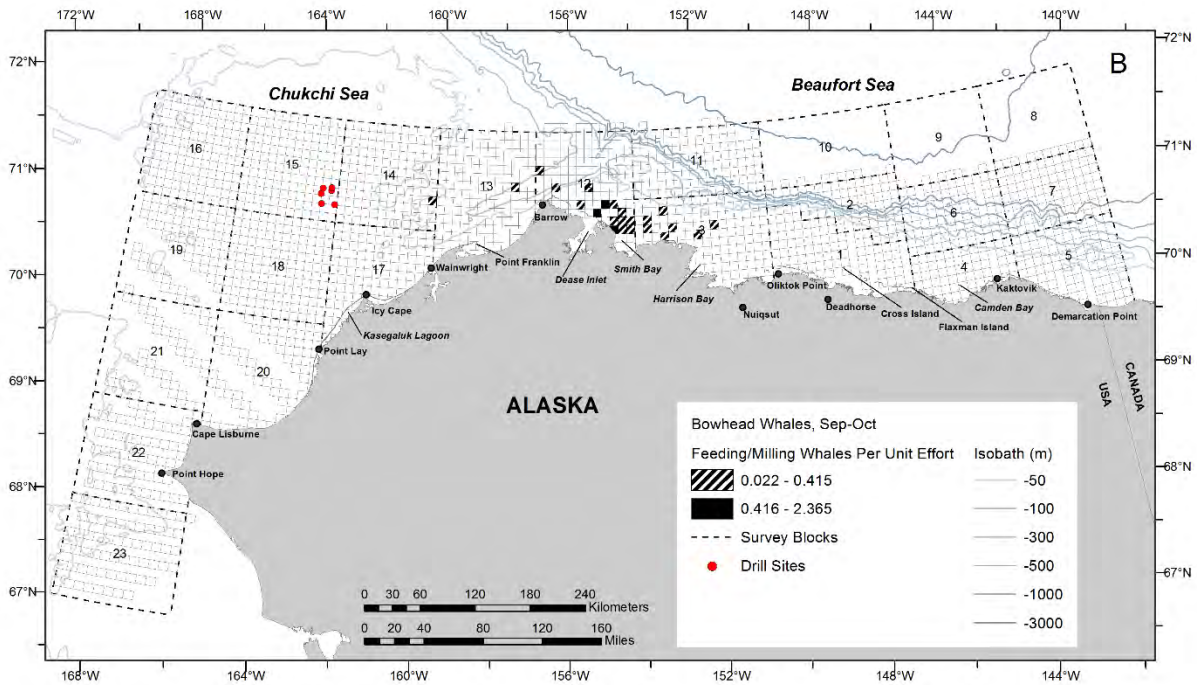 172°W 168°W 164°W 160°W 156°W 152°W 148°W 144°W 140°W
72°N 72°N
B
Chukchi Sea
Beaufort Sea
8
9
10
71°N 71°N
16
15
14
13
12
11
7
2
6
3
Barrow
19
18
17
1
4
5
Point Franklin
Wainwright
Dease Inlet
Smith Bay
70°N 70°N
Harrison Bay
Oliktok Point
Kaktovik
Icy Cape
Nuiqsut
Deadhorse
Cross Island
Camden Bay
Flaxman Island
Demarcation Point
Kasegaluk Lagoon
21
20
Point Lay
69°N 69°N
CANADA
USA
ALASKA
Cape Lisburne
22
Point Hope
68°N 68°N
23
67°N 67°N
Bowhead Whales, Sep-Oct
Feeding/Milling Whales Per Unit Effort
0.022 - 0.415
0.416 - 2.365
Survey Blocks
Drill Sites
Isobath (m)
-50
-100
-300
-500
-1000
-3000
0 30 60 120 180 240
Kilometers
0 20 40 80 120 160
Miles
168°W 164°W 160°W 156°W 152°W 148°W 144°W